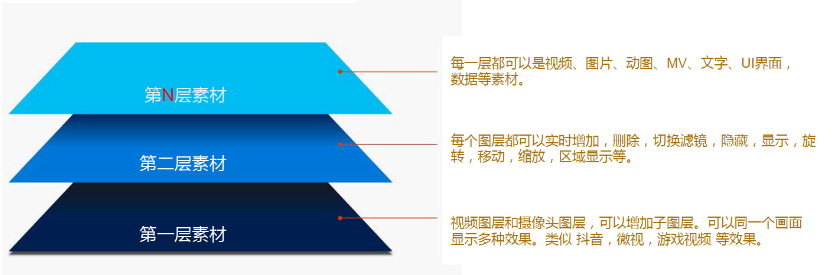 每一层都可以是视频、图片、动图、MV、文字、UI界面，
数据等素材。
第N层素材
每个图层都可以实时增加，删除，切换滤镜，隐藏，显示，旋
转，移动，缩放，区域显示等。
第二层素材
视频图层和摄像头图层，可以增加子图层。可以同一个画面
显示多种效果。类似 抖音，微视，游戏视频 等效果。
第一层素材